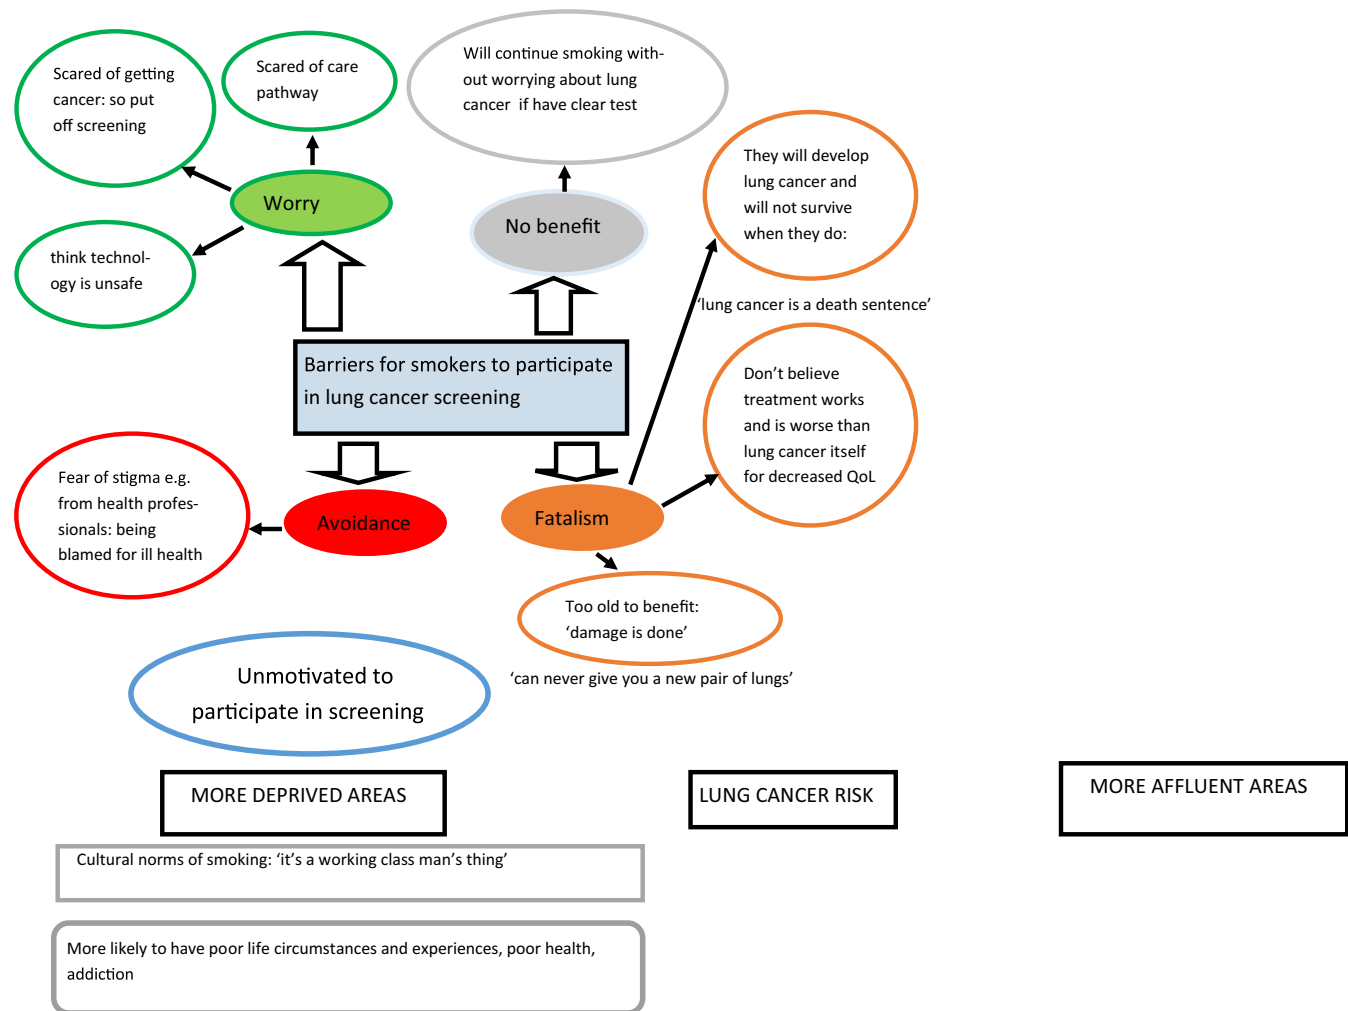 Scared of getting
cancer: so put
off screening
Scared of care
pathway
Will continue smoking with-
out worrying about lung
cancer if have clear test
They will develop
lung cancer and
will not survive
when they do:
Worry
No benefit
think technol-
ogy is unsafe
‘lung cancer is a death sentence’
Barriers for smokers to participate
in lung cancer screening
Don’t believe
treatment works
and is worse than
lung cancer itself
for decreased QoL
Fear of stigma e.g.
from health profes-
sionals: being
blamed for ill health
Avoidance
Fatalism
Too old to benefit:
‘damage is done’
‘can never give you a new pair of lungs’
Unmotivated to
participate in screening
MORE DEPRIVED AREAS
LUNG CANCER RISK
MORE AFFLUENT AREAS
Cultural norms of smoking: ‘it’s a working class man’s thing’
More likely to have poor life circumstances and experiences, poor health,
addiction